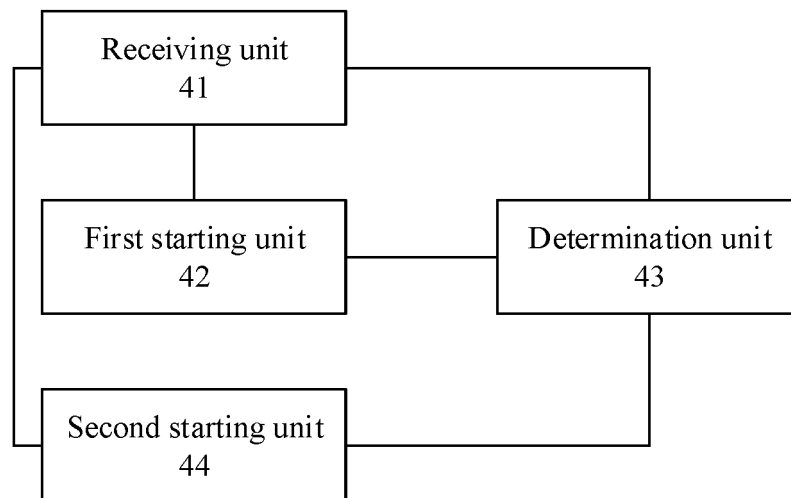 Receiving unit
41
First starting unit
42
Determination unit
43
Second starting unit
44